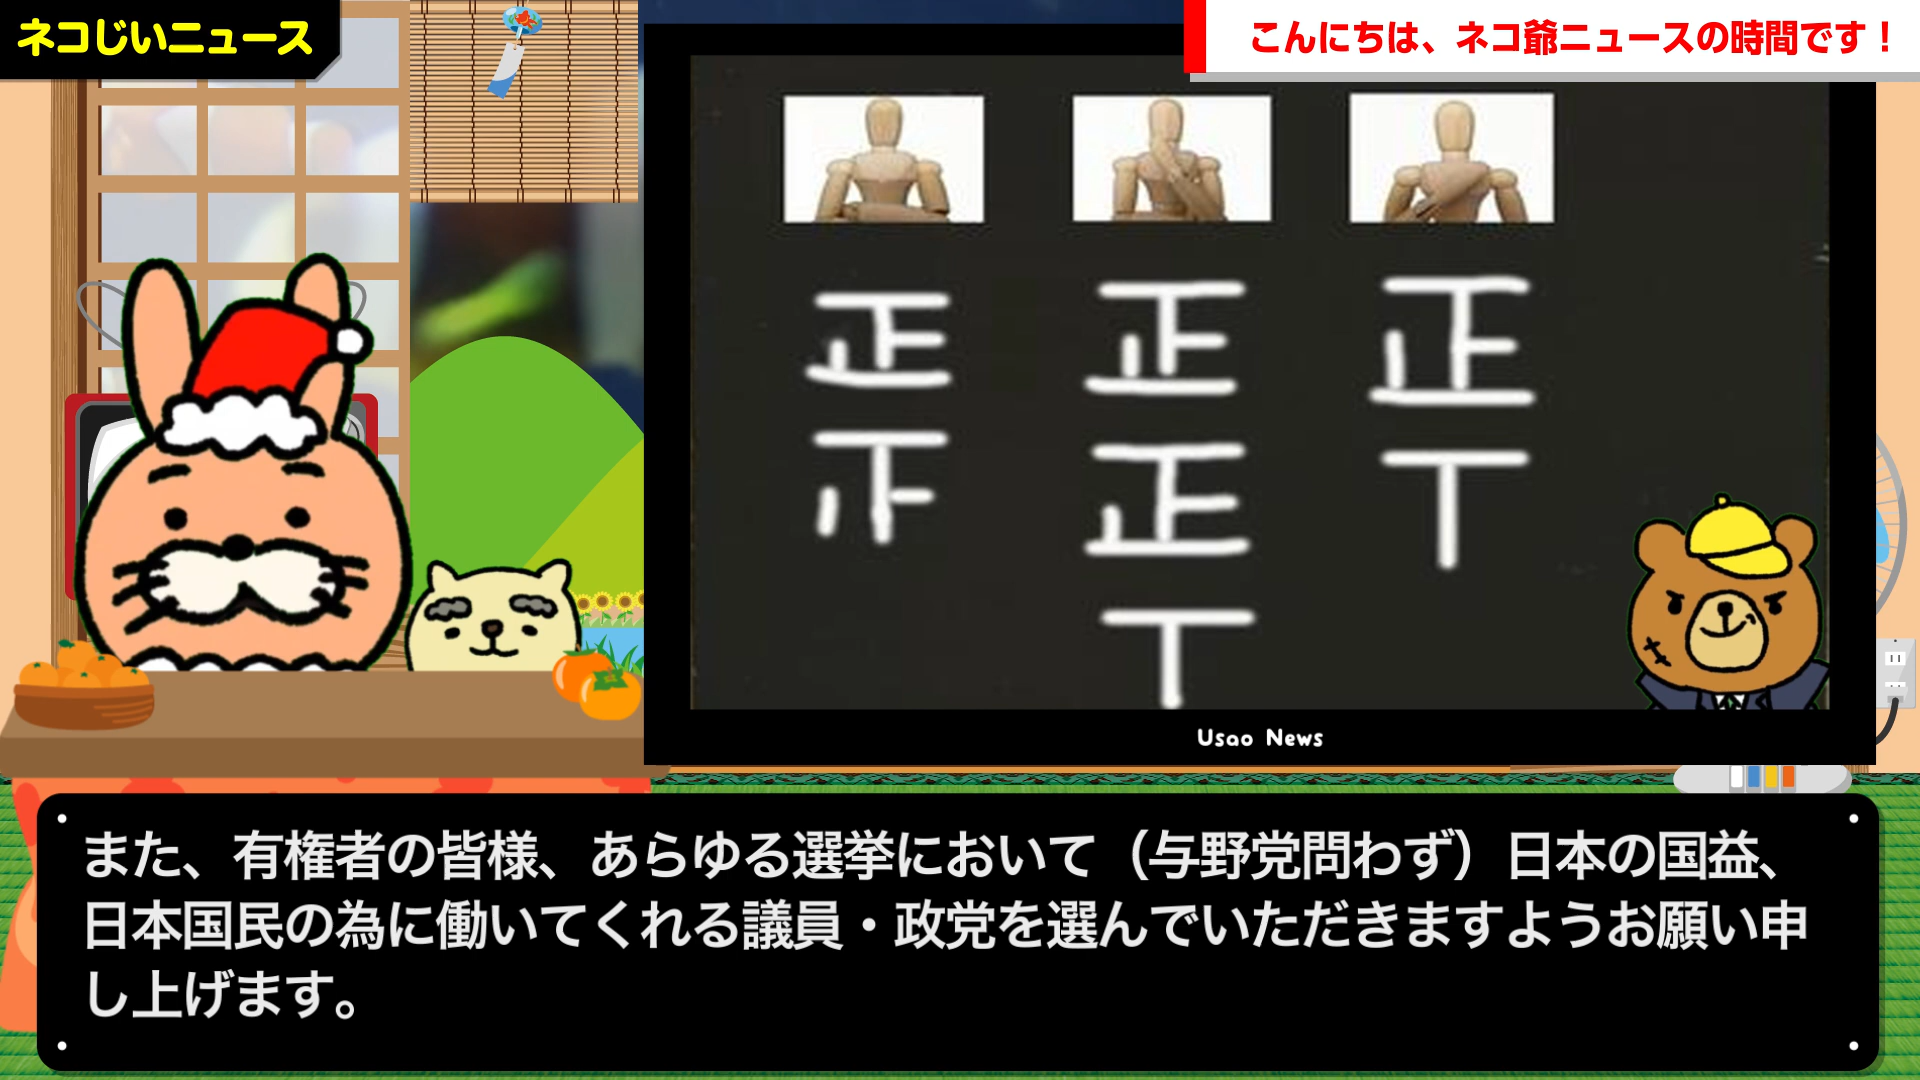 ネコじいニュース
こんにちは、ネコ爺ニュースの時間です！
正 正 正
正 T
T
Usao News
また、有権者の皆様、あらゆる選挙において（与野党問わず）日本の国益、
日本国民の為に働いてくれる議員・政党を選んでいただきますようお願い申
し上げます。